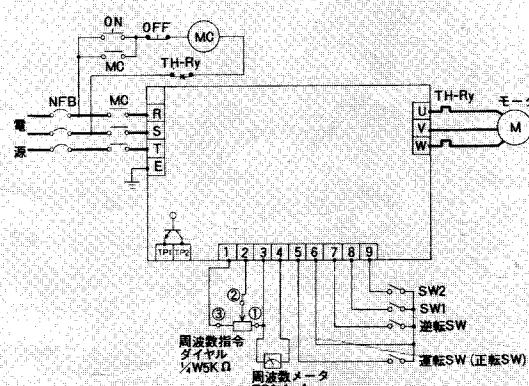 ON
OFF
MC
MC
TH-Ry
NFB
MC
TH-Ry
モータ
電
源
R
S
T
E
U
V
W
M
TP1 TP2
1 2 3 4 5 6 7 8 9
②
③
①
SW2
SW1
逆転SW
運転SW (正転SW)
周波数指令
ダイヤル
¼W5KΩ
周波数メータ